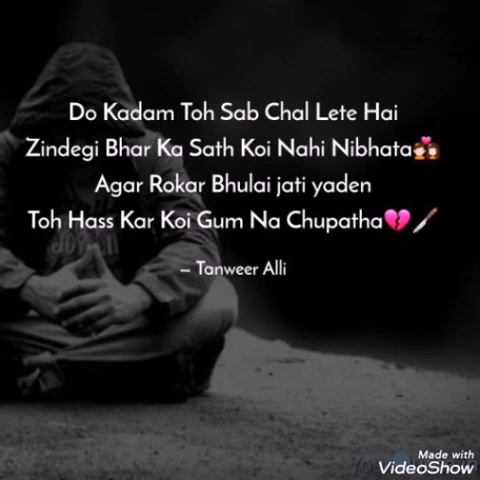 Do Kadam Toh Sab Chal Lete Hai
Zindegi Bhar Ka Sath Koi Nahi Nibhata💑
Agar Rokar Bhulai jati yaden
Toh Hass Kar Koi Gum Na Chupatha💔🔪
– Tanweer Alli
Made with
VideoShow